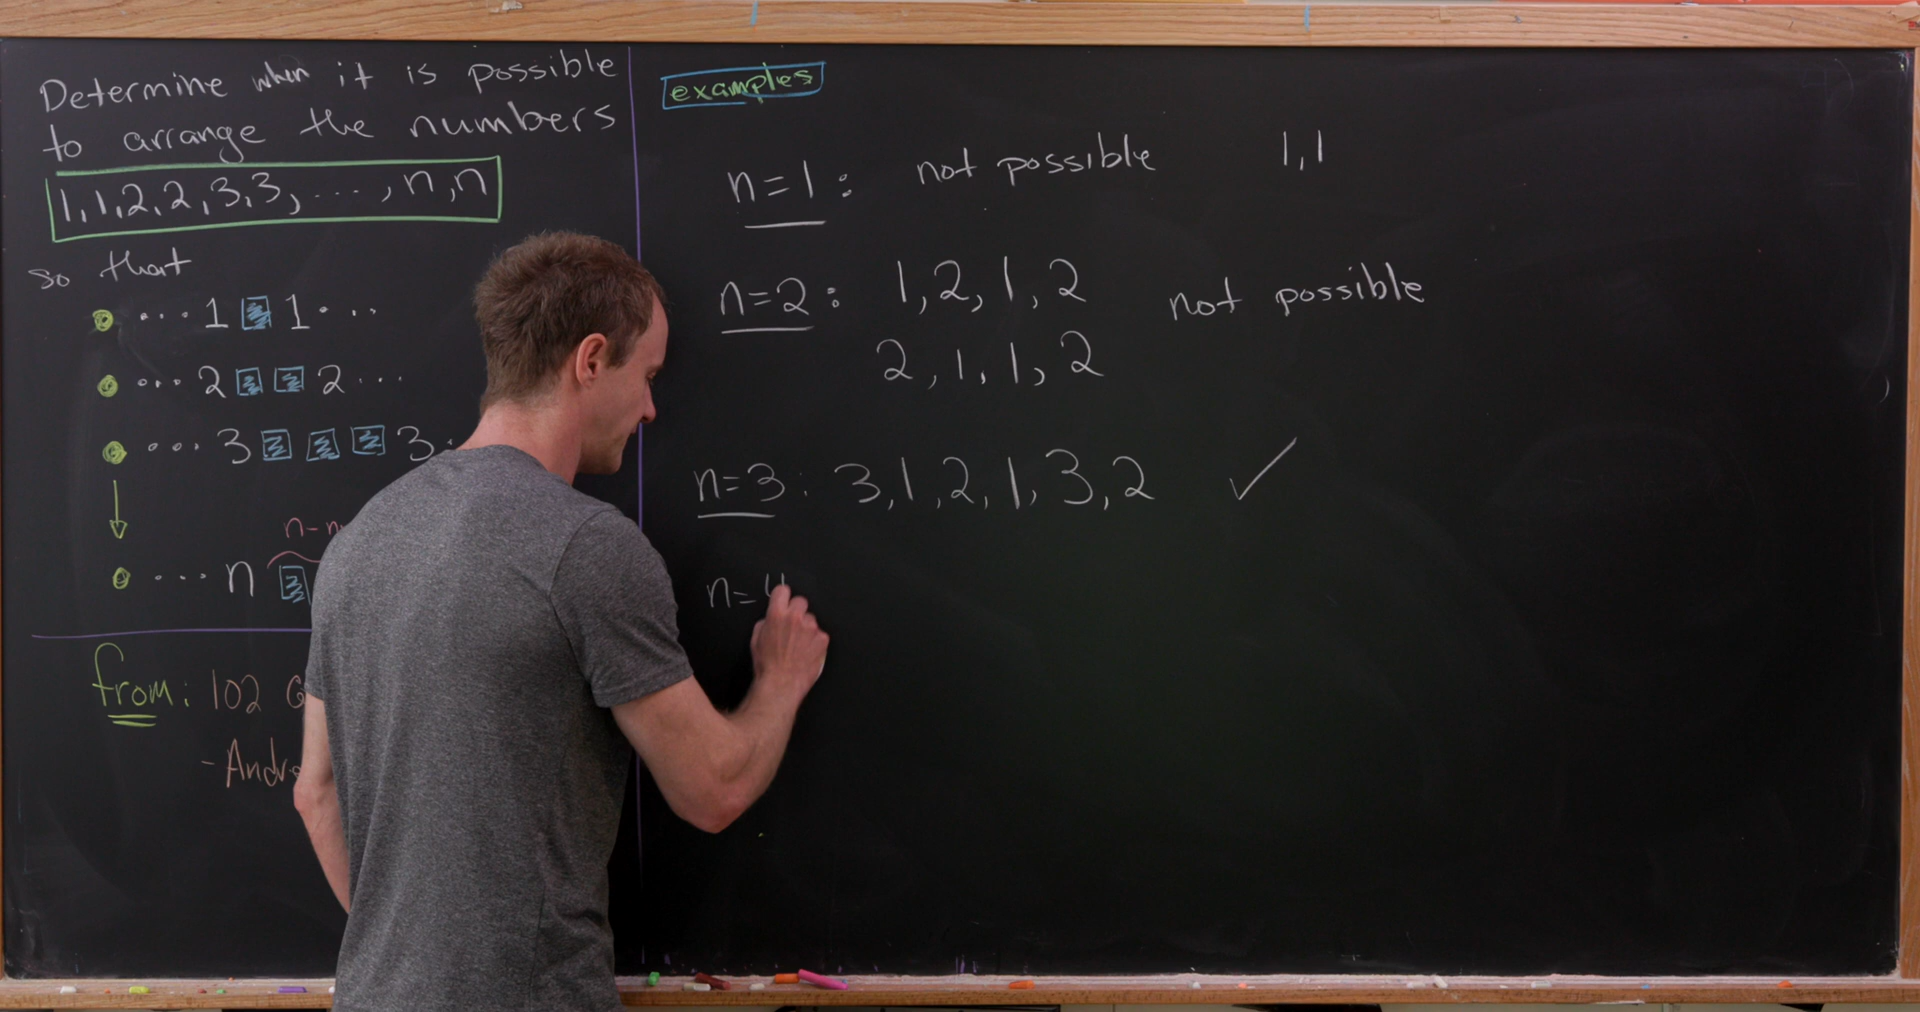 Determine when it is possible
to arrange the numbers
1,1,2,2,3,3,...,n,n
so that
... 1 1 ...
... 2 2 ...
... 3 3
n-
... n
from: 102
examples
n=1: not possible 1,1
n=2: 1,2,1,2 not possible
2,1,1,2
n=3: 3,1,2,1,3,2 ✓
n=4